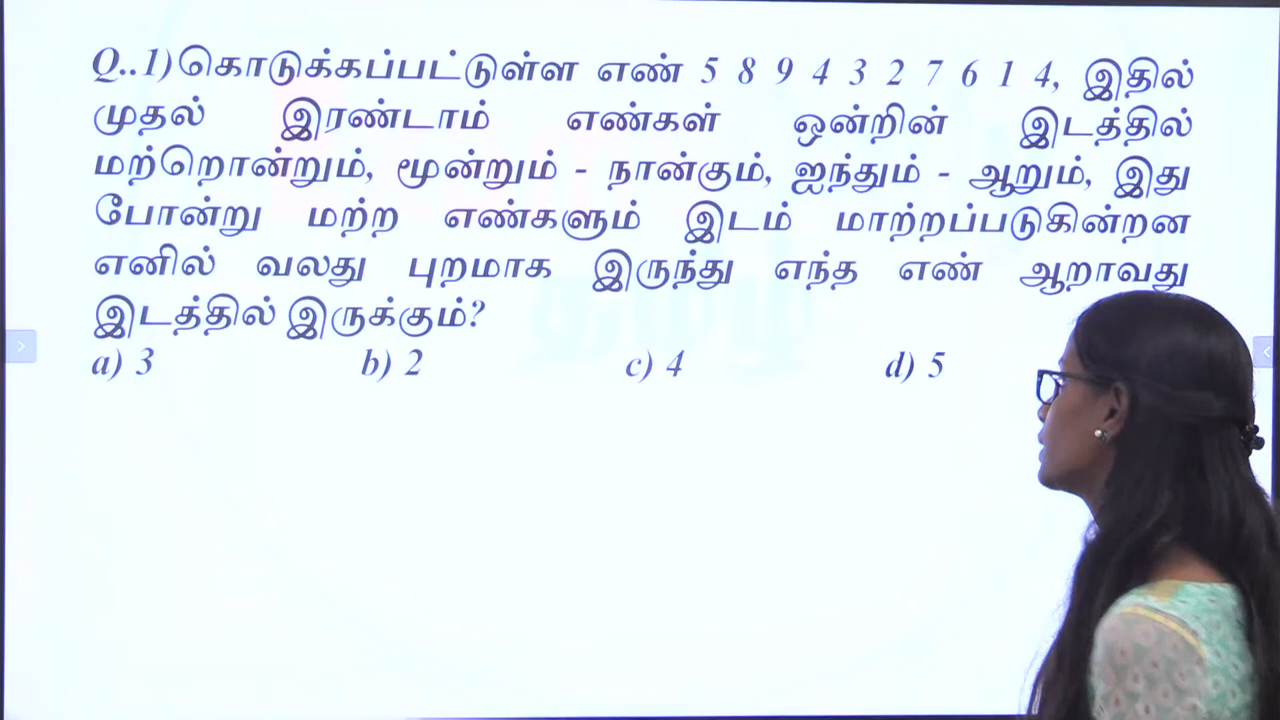 Q..1)கொடுக்கப்பட்டுள்ள எண் 5 8 9 4 3 2 7 6 1 4, இதில்
முதல் இரண்டாம் எண்கள் ஒன்றின் இடத்தில்
மற்றொன்றும், மூன்றும் - நான்கும், ஐந்தும் - ஆறும், இது
போன்று மற்ற எண்களும் இடம் மாற்றப்படுகின்றன
எனில் வலது புறமாக இருந்து எந்த எண் ஆறாவது
இடத்தில் இருக்கும்?
a) 3 b) 2 c) 4 d) 5